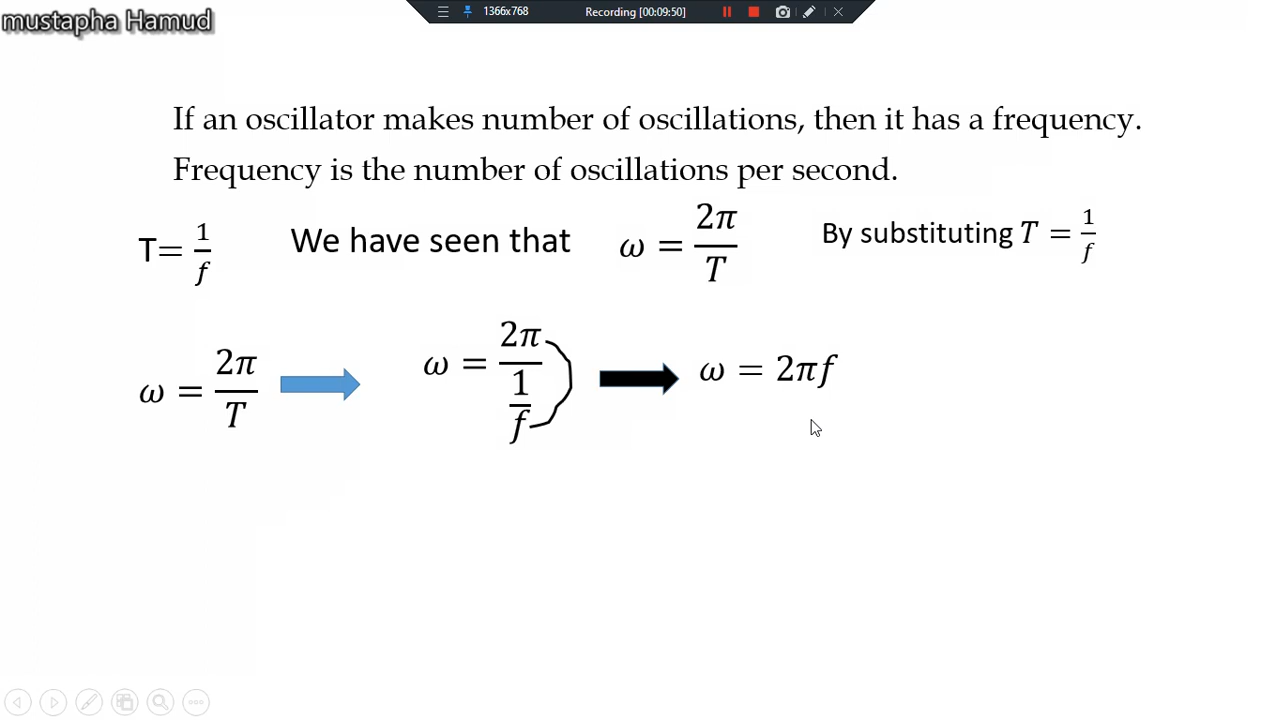 mustapha Hamud
1366x768 Recording [00:09:50]
If an oscillator makes number of oscillations, then it has a frequency.
Frequency is the number of oscillations per second.
T= 1/f We have seen that ω = 2π/T By substituting T = 1/f
ω = 2π/T ω = 2π/(1/f) ω = 2πf